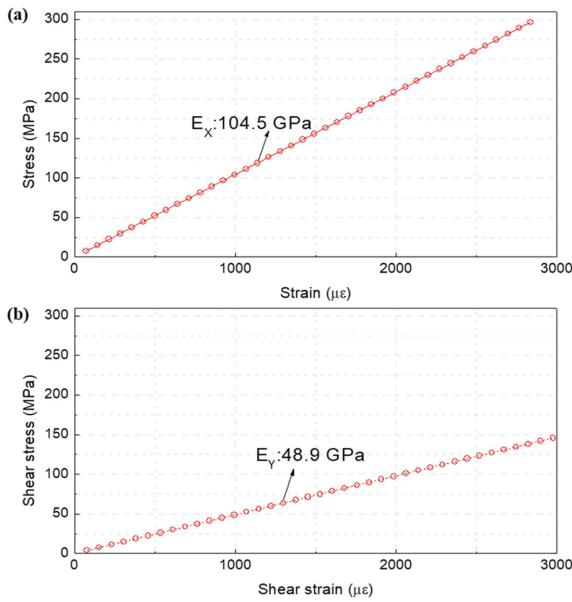 (a)
300
250
200
150
100
50
0
Stress (MPa)
E_X:104.5 GPa
0 1000 2000 3000
Strain (με)
(b)
300
250
200
150
100
50
0
Shear stress (MPa)
E_Y:48.9 GPa
0 1000 2000 3000
Shear strain (με)